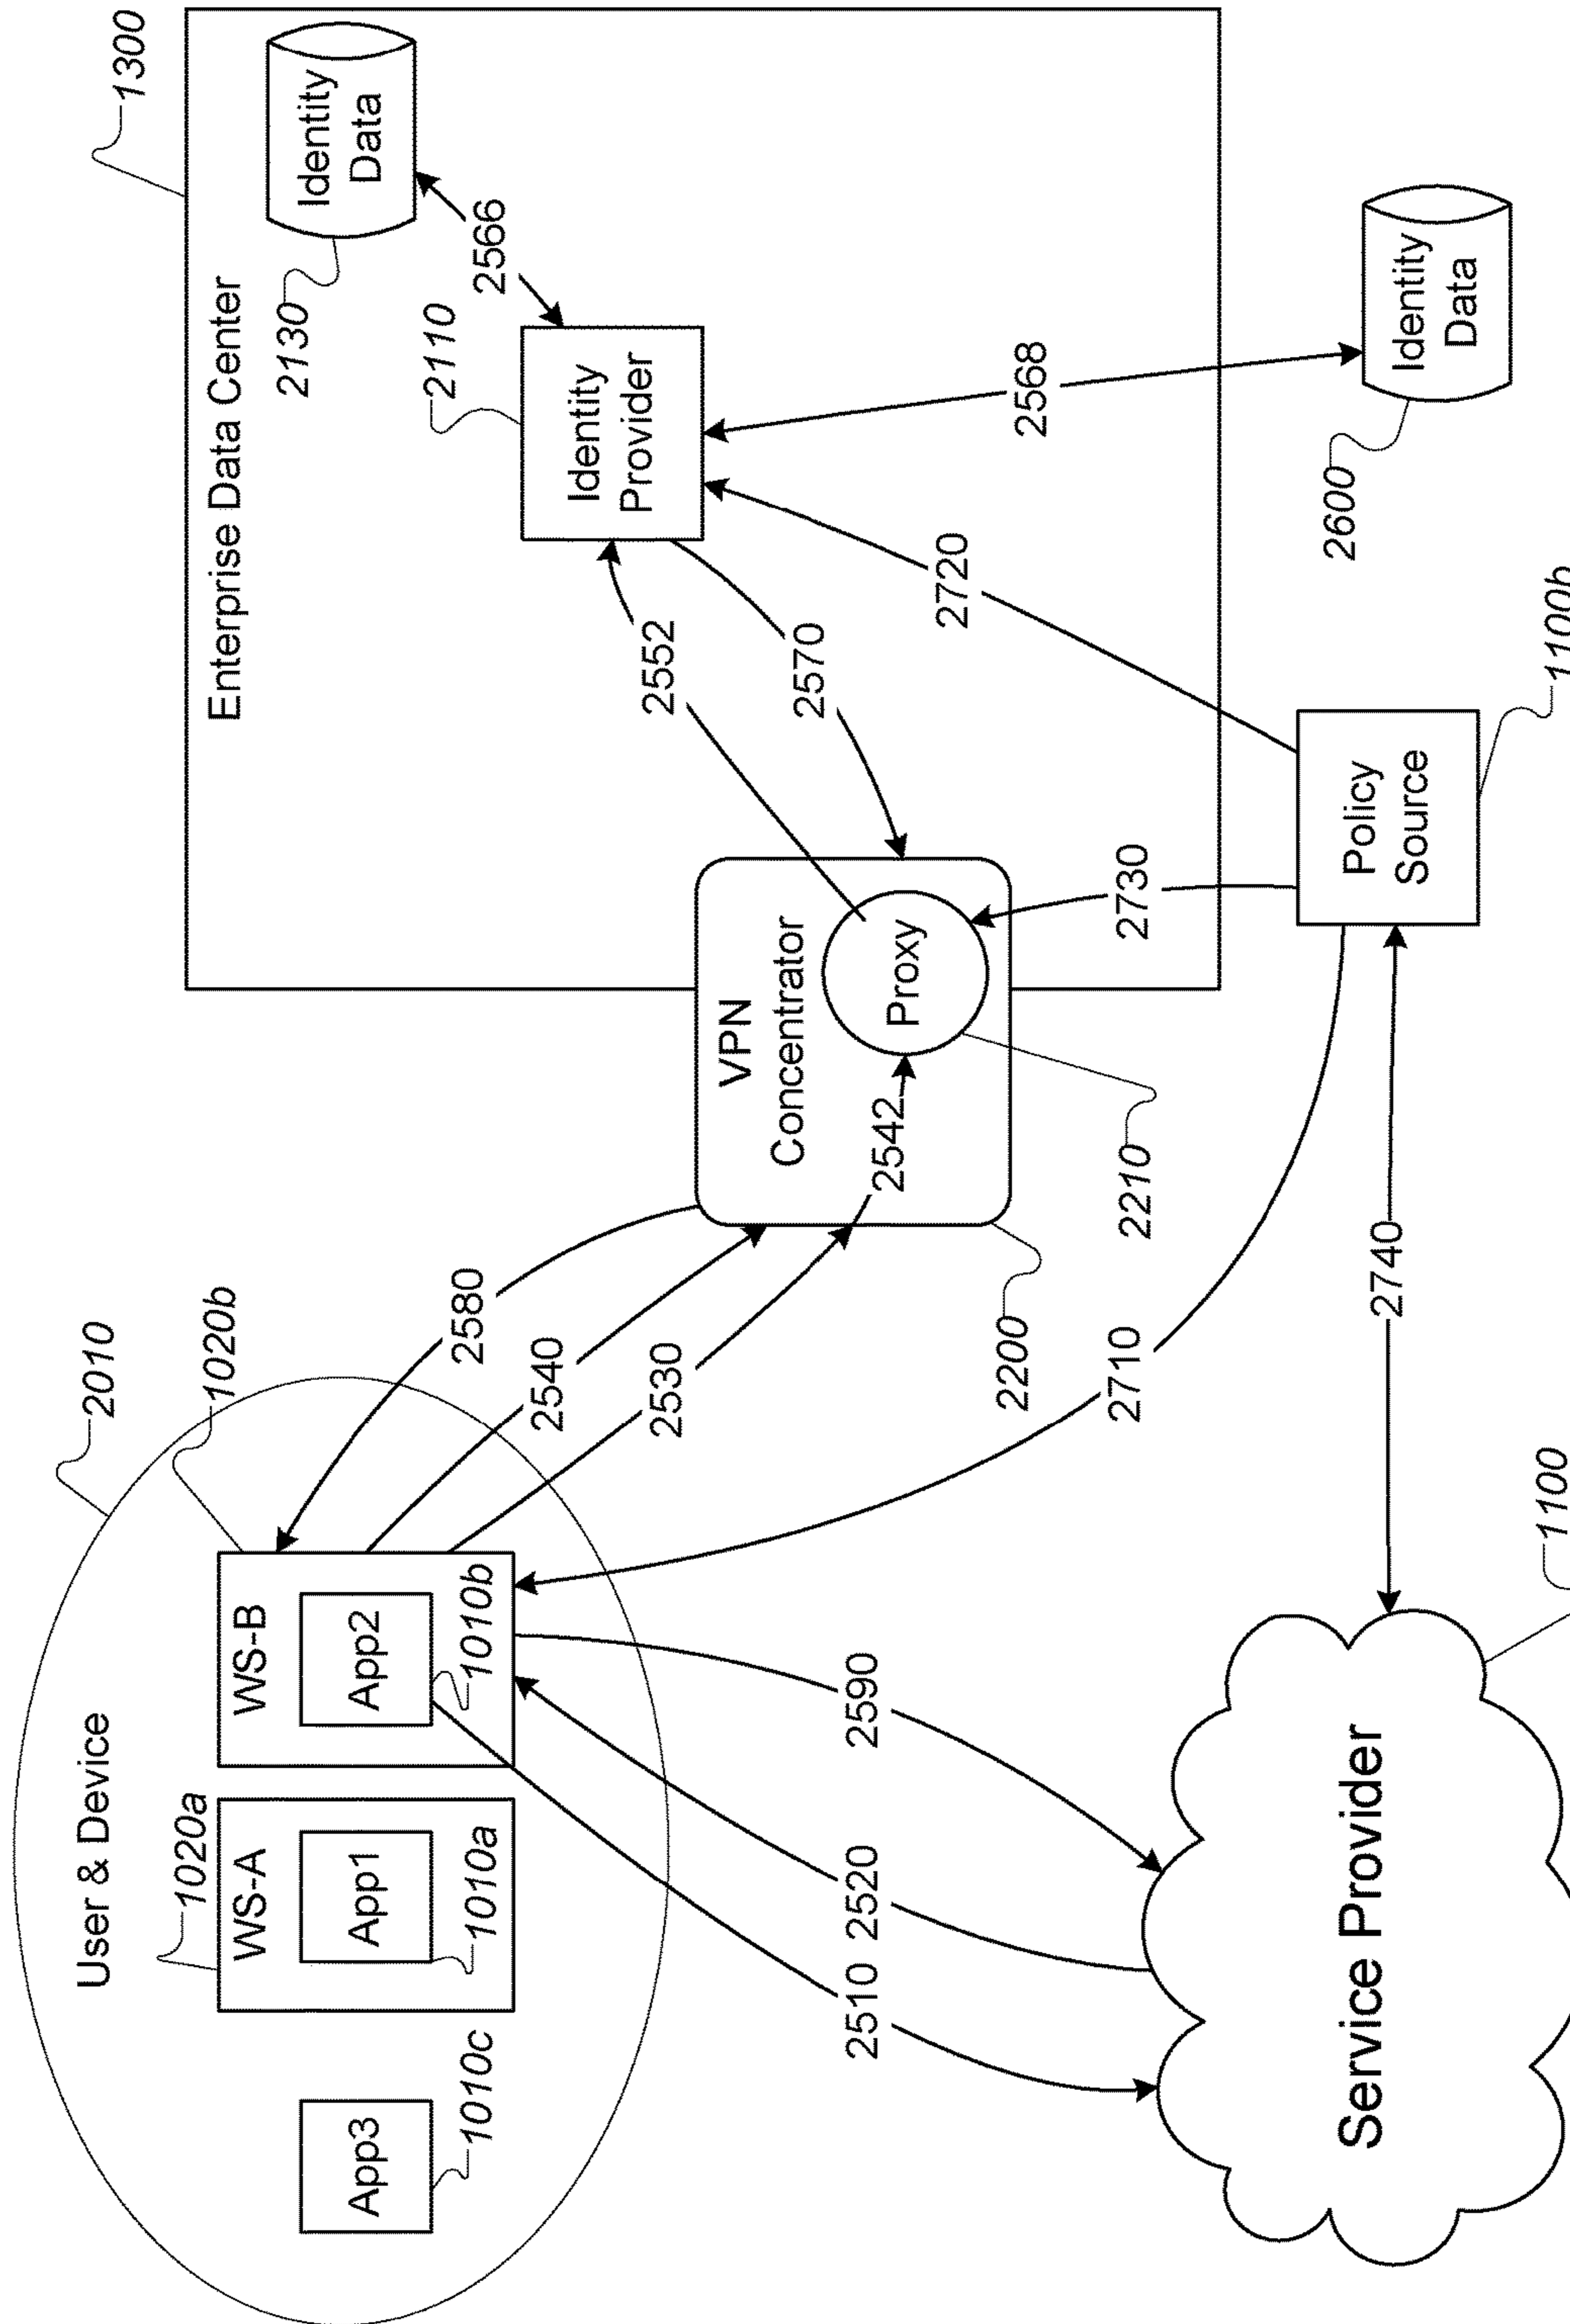 User & Device
2010
1020b
1020a
WS-A
App1
1010a
WS-B
App2
1010b
App3
1010c
2580
2540
2530
2510
2520
2590
2710
VPN
Concentrator
Proxy
2542
2200
2210
Enterprise Data Center
1300
Identity
Data
2130
2566
Identity
Provider
2110
2552
2570
2720
2568
2730
Identity
Data
2600
Policy
Source
1100b
2740
Service Provider
1100